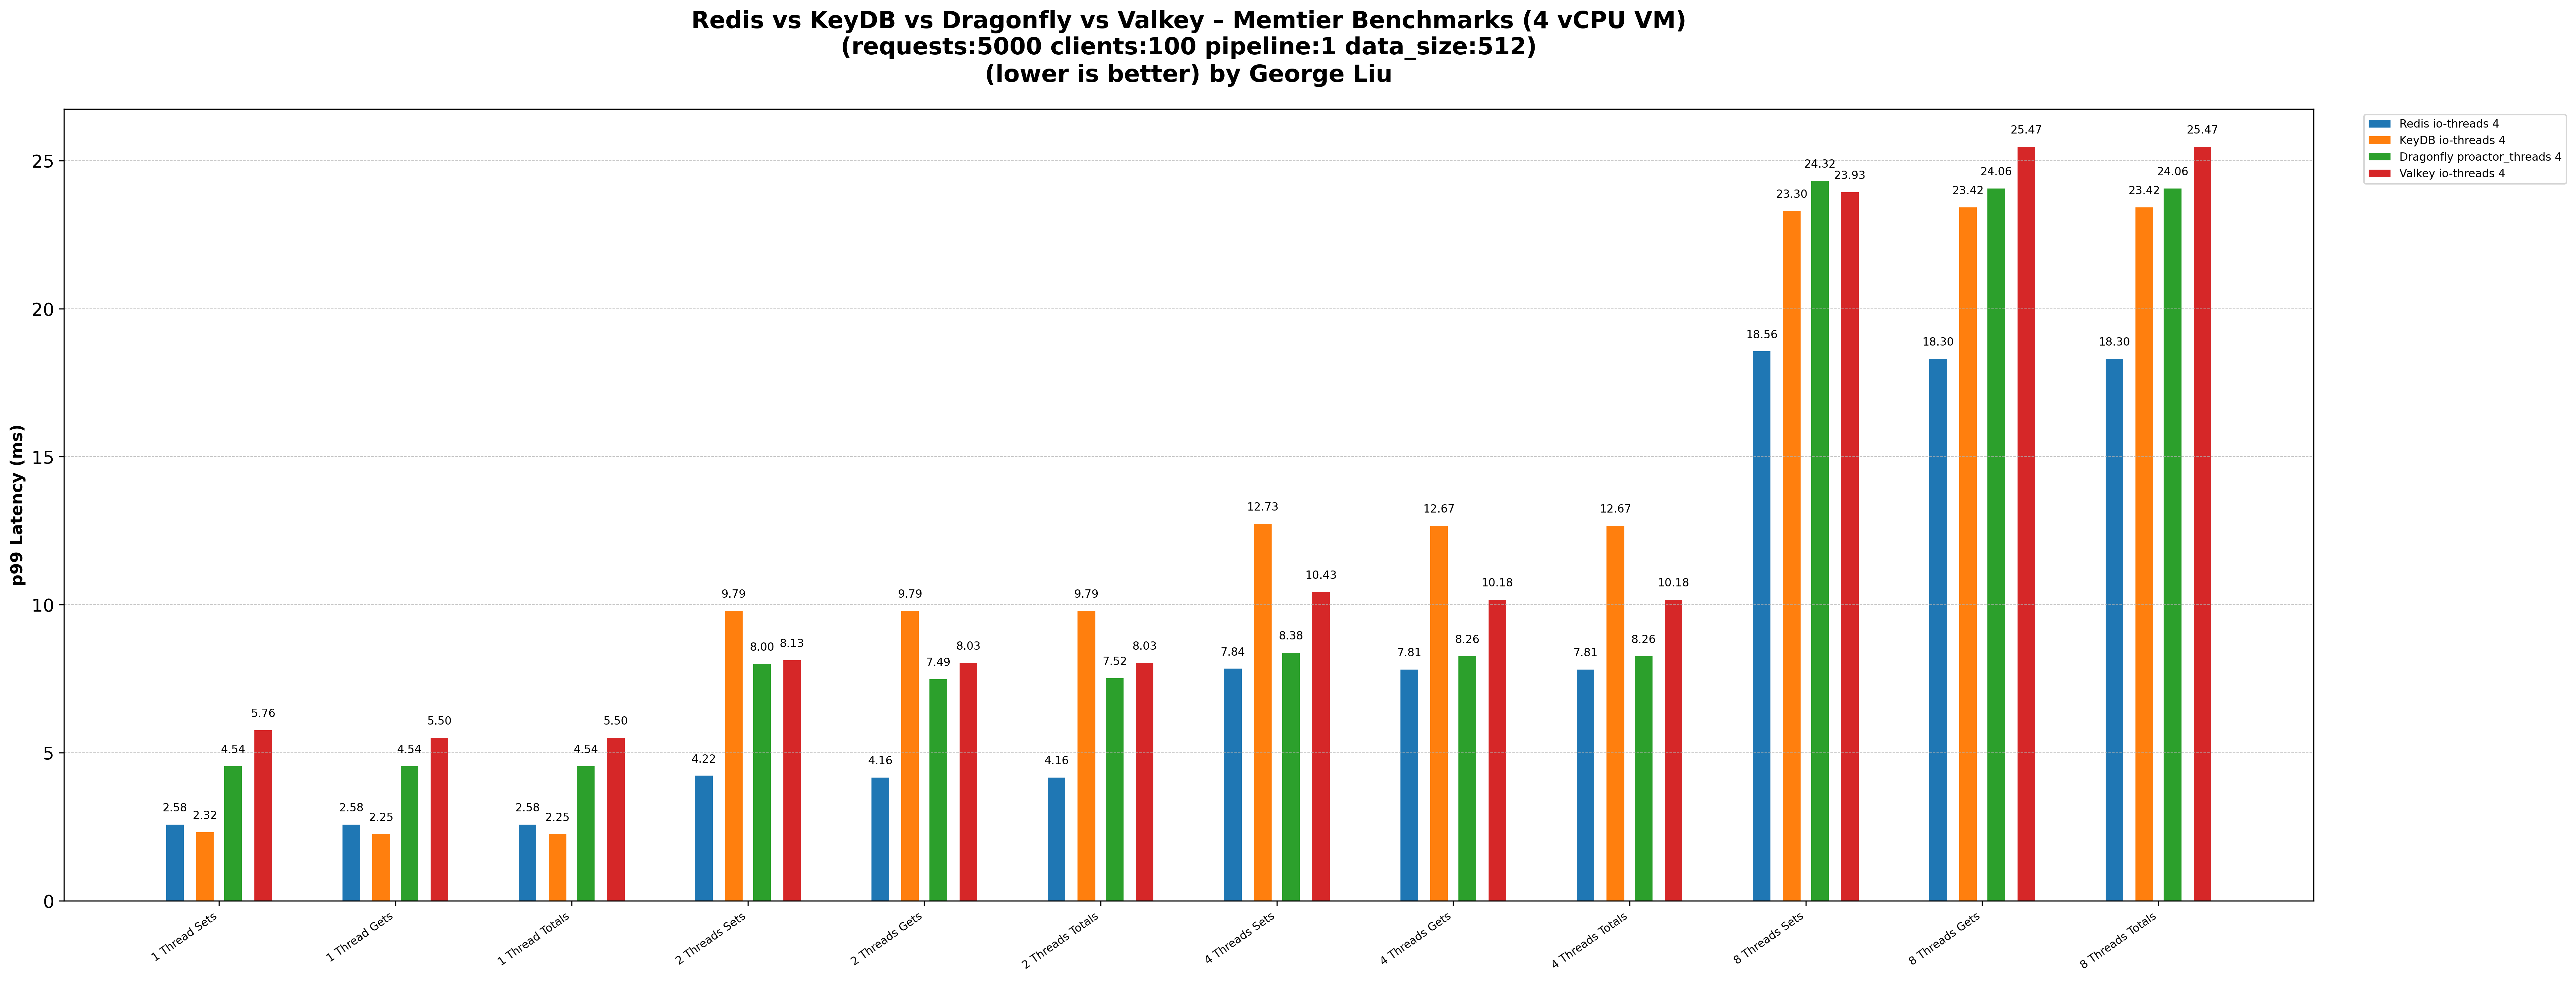 Redis vs KeyDB vs Dragonfly vs Valkey – Memtier Benchmarks (4 vCPU VM)
(requests:5000 clients:100 pipeline:1 data_size:512)
(lower is better) by George Liu
Redis io-threads 4
KeyDB io-threads 4
Dragonfly proactor_threads 4
Valkey io-threads 4
p99 Latency (ms)
25
20
15
10
5
0
2.58
2.32
4.54
5.76
2.58
2.25
4.54
5.50
2.58
2.25
4.54
5.50
4.22
9.79
8.00
8.13
4.16
9.79
7.49
8.03
4.16
9.79
7.52
8.03
7.84
12.73
8.38
10.43
7.81
12.67
8.26
10.18
7.81
12.67
8.26
10.18
18.56
23.30
24.32
23.93
18.30
23.42
24.06
25.47
18.30
23.42
24.06
25.47
1 Thread Sets
1 Thread Gets
1 Thread Totals
2 Threads Sets
2 Threads Gets
2 Threads Totals
4 Threads Sets
4 Threads Gets
4 Threads Totals
8 Threads Sets
8 Threads Gets
8 Threads Totals